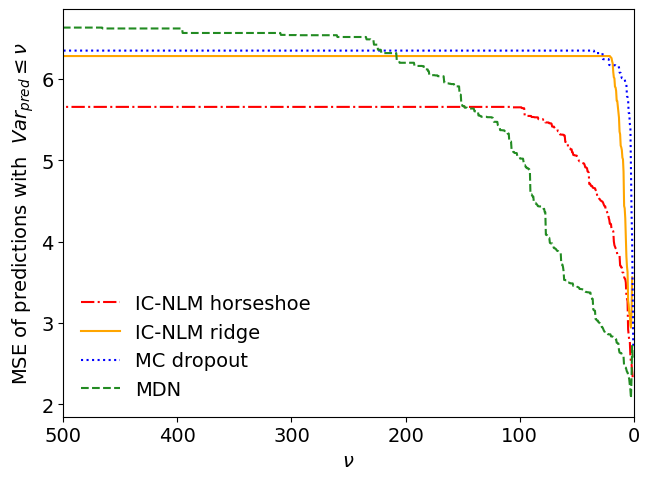 MSE of predictions with Var_pred ≤ ν
6
5
4
3
2
IC-NLM horseshoe
IC-NLM ridge
MC dropout
MDN
500 400 300 200 100 0
ν